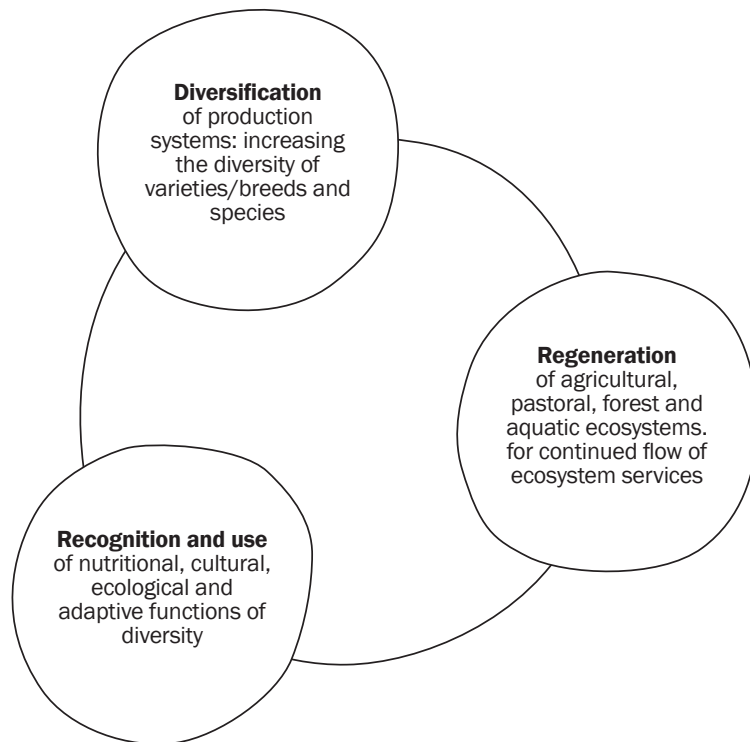 Diversification
of production
systems: increasing
the diversity of
varieties/breeds and
species
Regeneration
of agricultural,
pastoral, forest and
aquatic ecosystems.
for continued flow of
ecosystem services
Recognition and use
of nutritional, cultural,
ecological and
adaptive functions of
diversity